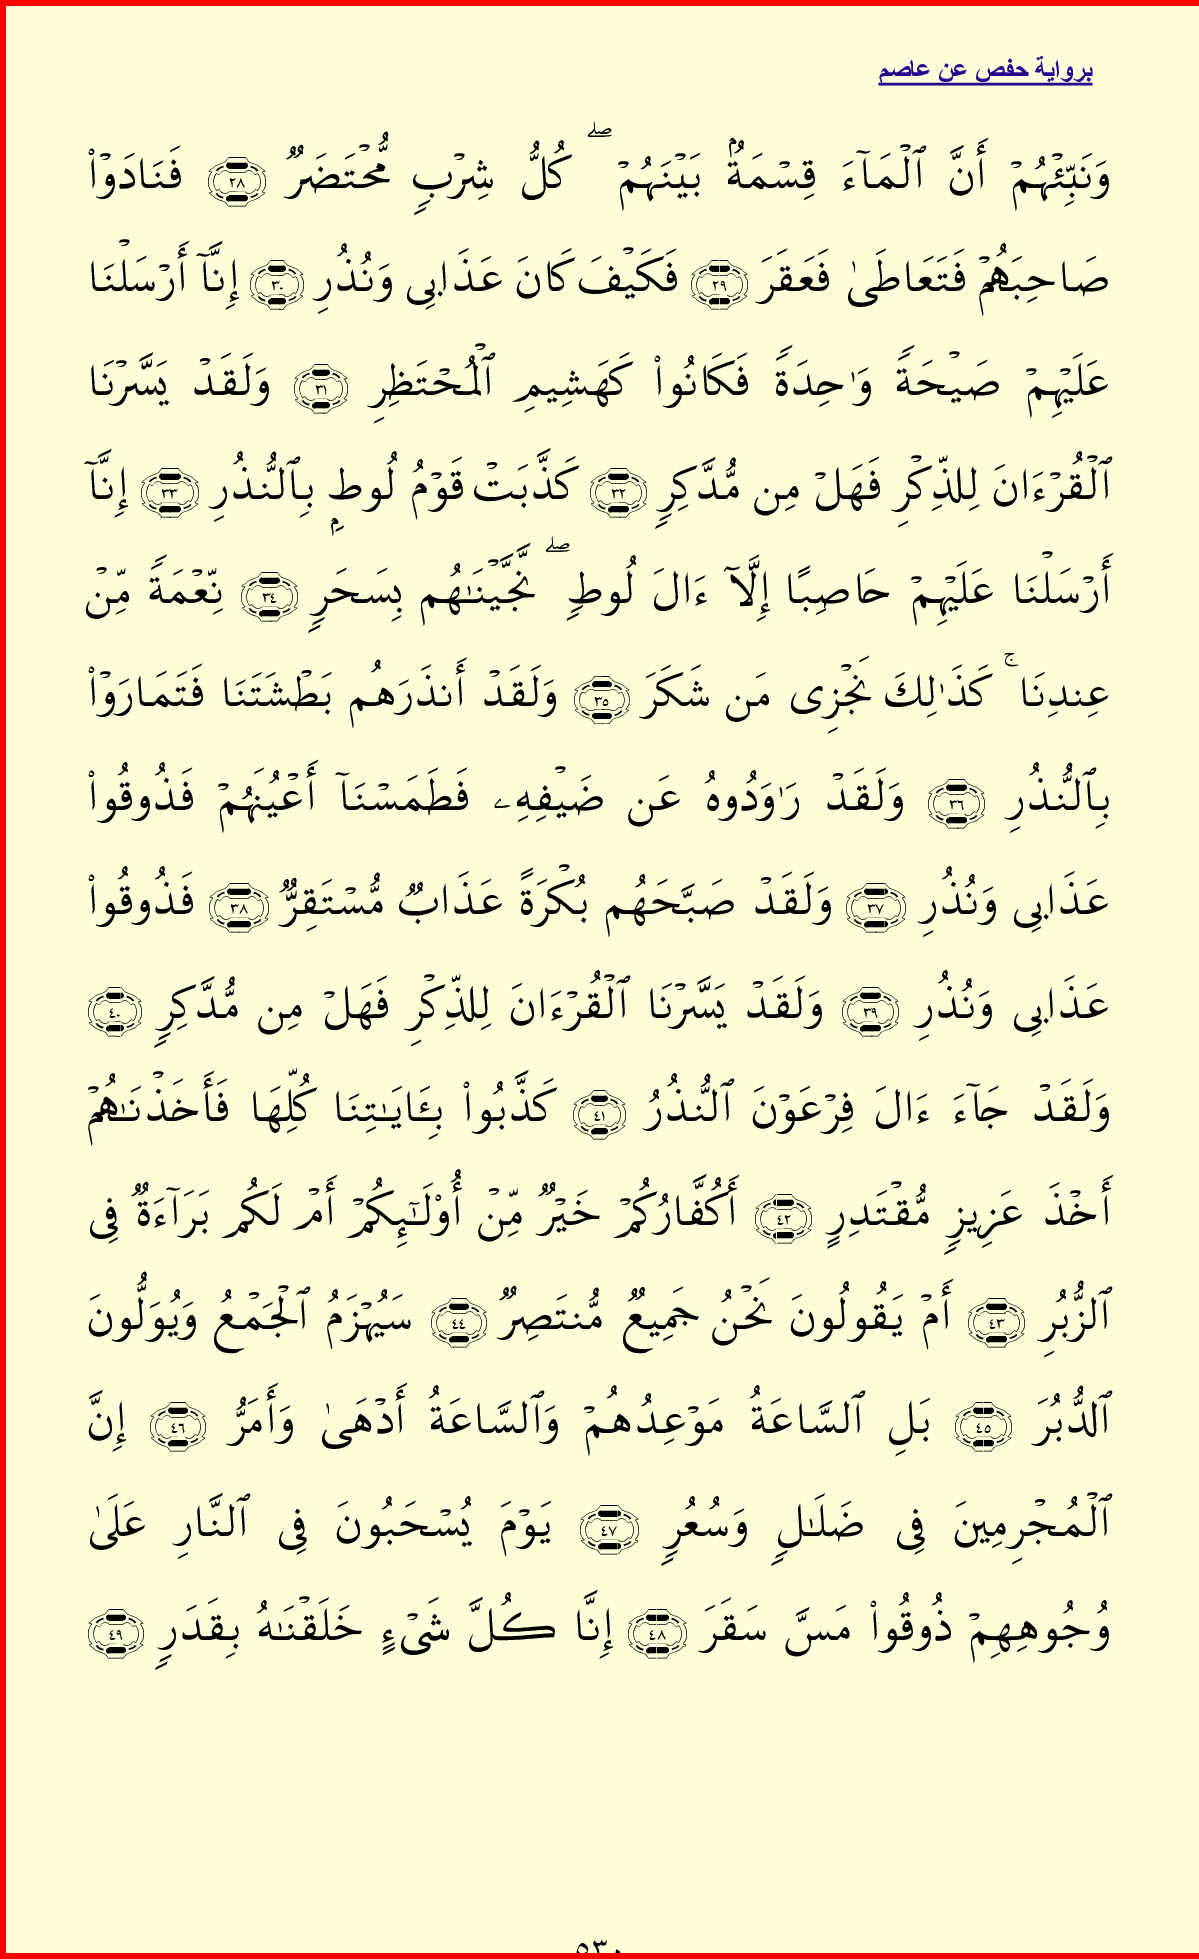 برواية حفص عن عاصم
وَنَبِّئۡهُمۡ أَنَّ ٱلۡمَآءَ قِسۡمَةُۢ بَيۡنَهُمۡۖ كُلُّ شِرۡبٖ مُّحۡتَضَرٞ ٢٨ فَنَادَوۡاْ
صَاحِبَهُمۡ فَتَعَاطَىٰ فَعَقَرَ ٢٩ فَكَيۡفَ كَانَ عَذَابِي وَنُذُرِ ٣٠ إِنَّآ أَرۡسَلۡنَا
عَلَيۡهِمۡ صَيۡحَةٗ وَٰحِدَةٗ فَكَانُواْ كَهَشِيمِ ٱلۡمُحۡتَظِرِ ٣١ وَلَقَدۡ يَسَّرۡنَا
ٱلۡقُرۡءَانَ لِلذِّكۡرِ فَهَلۡ مِن مُّدَّكِرٖ ٣٢ كَذَّبَتۡ قَوۡمُ لُوطِۭ بِٱلنُّذُرِ ٣٣ إِنَّآ
أَرۡسَلۡنَا عَلَيۡهِمۡ حَاصِبًا إِلَّآ ءَالَ لُوطٖۖ نَّجَّيۡنَٰهُم بِسَحَرٖ ٣٤ نِّعۡمَةٗ مِّنۡ
عِندِنَاۚ كَذَٰلِكَ نَجۡزِي مَن شَكَرَ ٣٥ وَلَقَدۡ أَنذَرَهُم بَطۡشَتَنَا فَتَمَارَوۡاْ
بِٱلنُّذُرِ ٣٦ وَلَقَدۡ رَٰوَدُوهُ عَن ضَيۡفِهِۦ فَطَمَسۡنَآ أَعۡيُنَهُمۡ فَذُوقُواْ
عَذَابِي وَنُذُرِ ٣٧ وَلَقَدۡ صَبَّحَهُم بُكۡرَةً عَذَابٞ مُّسۡتَقِرّٞ ٣٨ فَذُوقُواْ
عَذَابِي وَنُذُرِ ٣٩ وَلَقَدۡ يَسَّرۡنَا ٱلۡقُرۡءَانَ لِلذِّكۡرِ فَهَلۡ مِن مُّدَّكِرٖ ٤٠
وَلَقَدۡ جَآءَ ءَالَ فِرۡعَوۡنَ ٱلنُّذُرُ ٤١ كَذَّبُواْ بِـَٔايَٰتِنَا كُلِّهَا فَأَخَذۡنَٰهُمۡ
أَخۡذَ عَزِيزٖ مُّقۡتَدِرٍ ٤٢ أَكُفَّارُكُمۡ خَيۡرٞ مِّنۡ أُوْلَٰٓئِكُمۡ أَمۡ لَكُم بَرَآءَةٞ فِي
ٱلزُّبُرِ ٤٣ أَمۡ يَقُولُونَ نَحۡنُ جَمِيعٞ مُّنتَصِرٞ ٤٤ سَيُهۡزَمُ ٱلۡجَمۡعُ وَيُوَلُّونَ
ٱلدُّبُرَ ٤٥ بَلِ ٱلسَّاعَةُ مَوۡعِدُهُمۡ وَٱلسَّاعَةُ أَدۡهَىٰ وَأَمَرُّ ٤٦ إِنَّ
ٱلۡمُجۡرِمِينَ فِي ضَلَٰلٖ وَسُعُرٖ ٤٧ يَوۡمَ يُسۡحَبُونَ فِي ٱلنَّارِ عَلَىٰ
وُجُوهِهِمۡ ذُوقُواْ مَسَّ سَقَرَ ٤٨ إِنَّا كُلَّ شَيۡءٍ خَلَقۡنَٰهُ بِقَدَرٖ ٤٩
٥٣٠